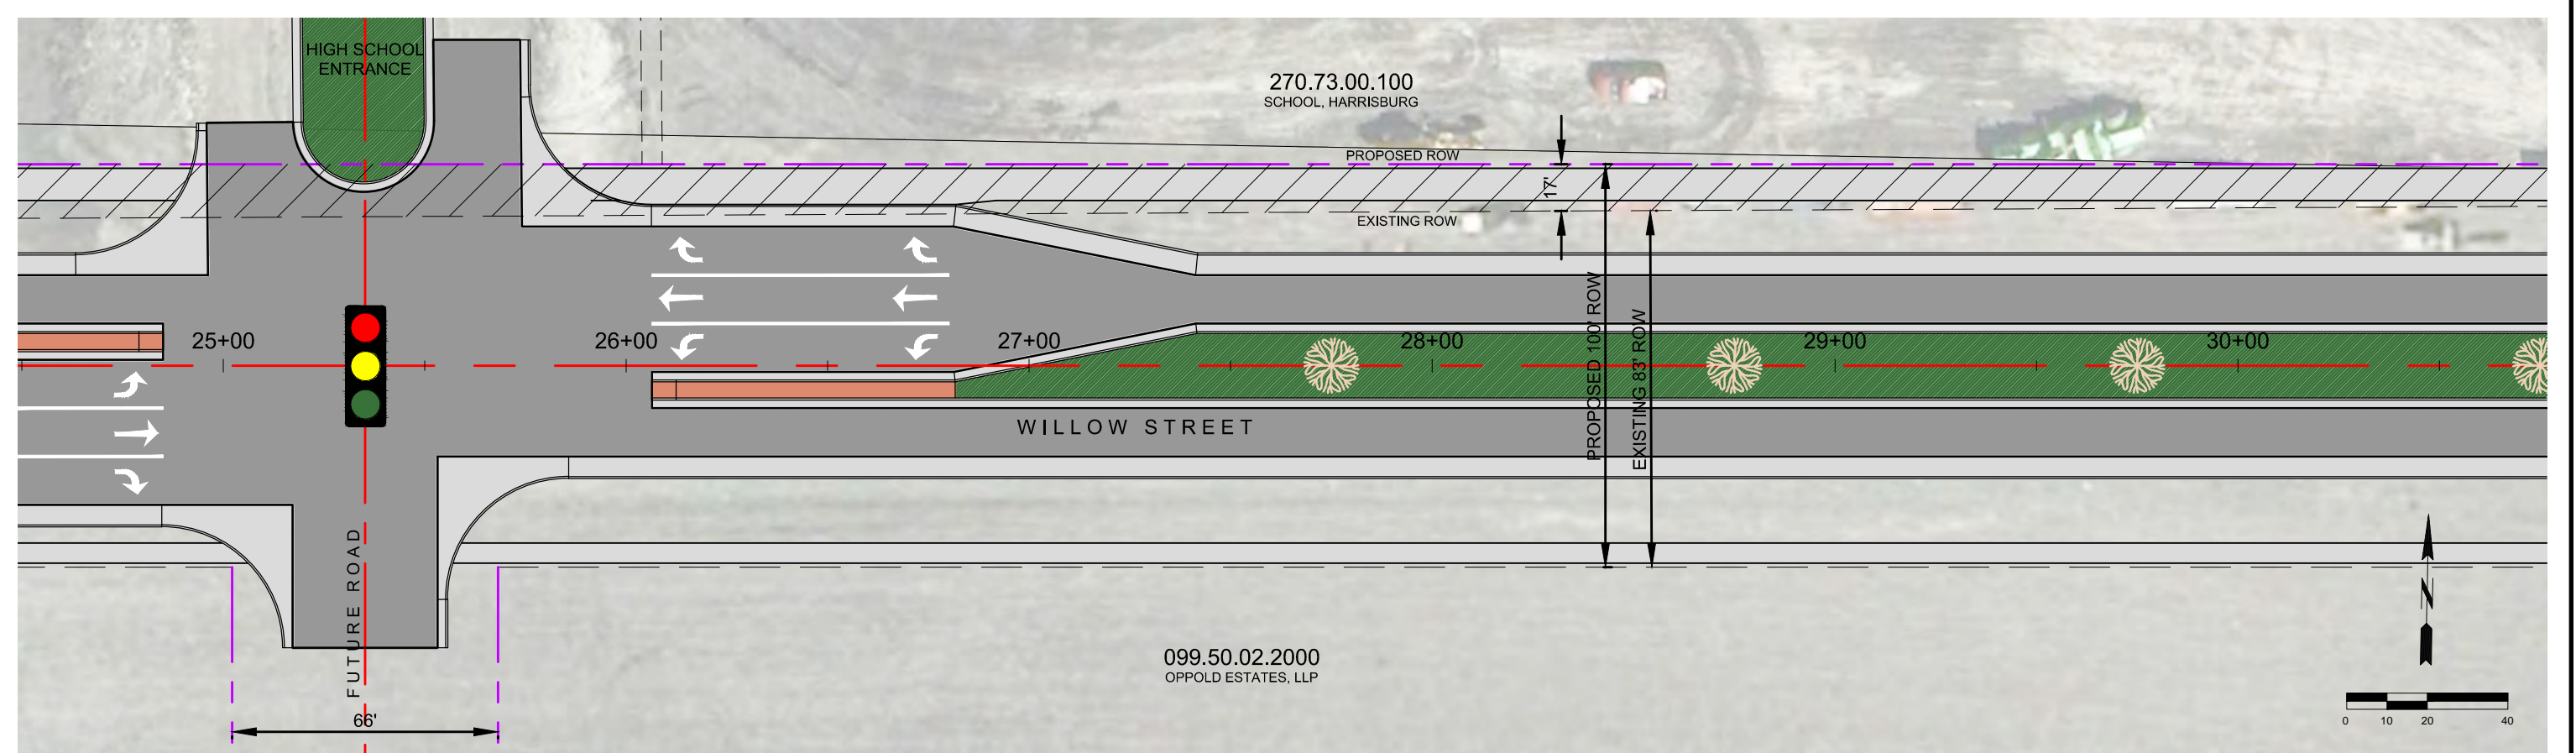 HIGH SCHOOL
ENTRANCE
270.73.00.100
SCHOOL, HARRISBURG
PROPOSED ROW
17'
EXISTING ROW
PROPOSED 100' ROW
EXISTING 83' ROW
25+00
26+00
27+00
28+00
29+00
30+00
WILLOW STREET
FUTURE ROAD
66'
099.50.02.2000
OPPOLD ESTATES, LLP
N
0 10 20 40